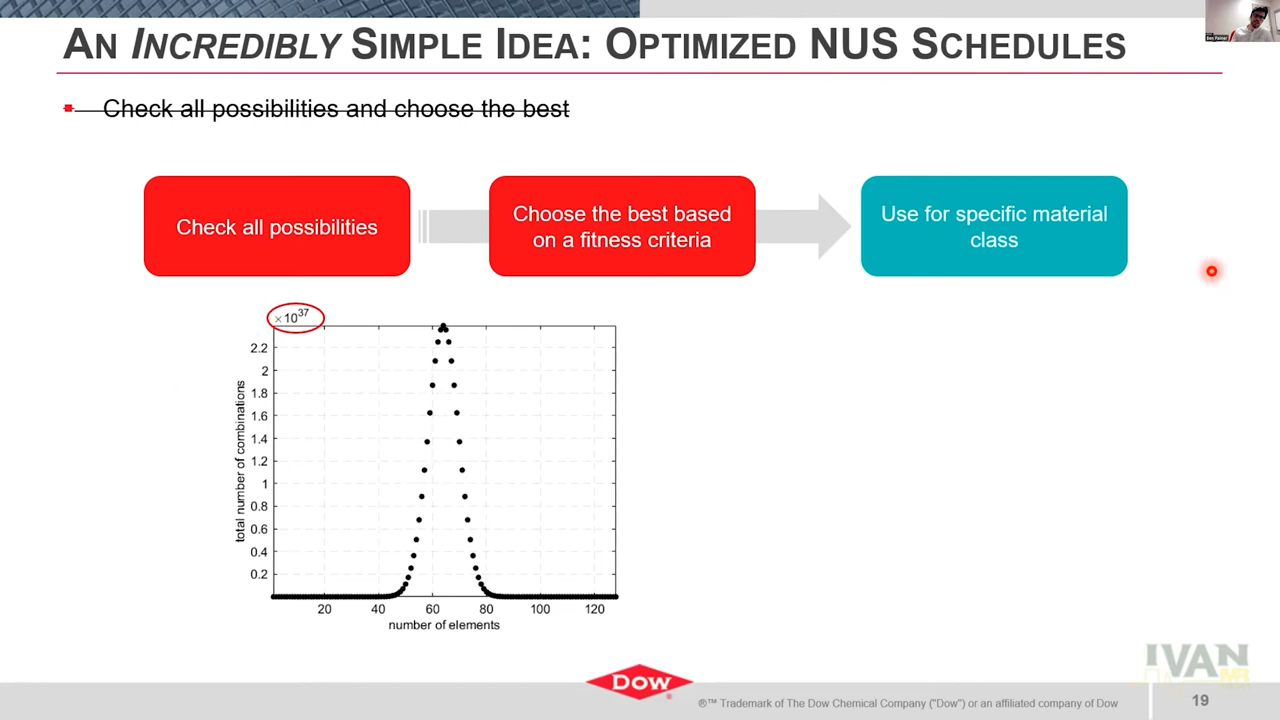 AN INCREDIBLY SIMPLE IDEA: OPTIMIZED NUS SCHEDULES
Check all possibilities and choose the best
Check all possibilities
Choose the best based
on a fitness criteria
Use for specific material
class
×10^37
2.2
2
1.8
1.6
1.4
1.2
1
0.8
0.6
0.4
0.2
total number of combinations
20 40 60 80 100 120
number of elements
Dow
®™ Trademark of The Dow Chemical Company ("Dow") or an affiliated company of Dow
IVAN
19